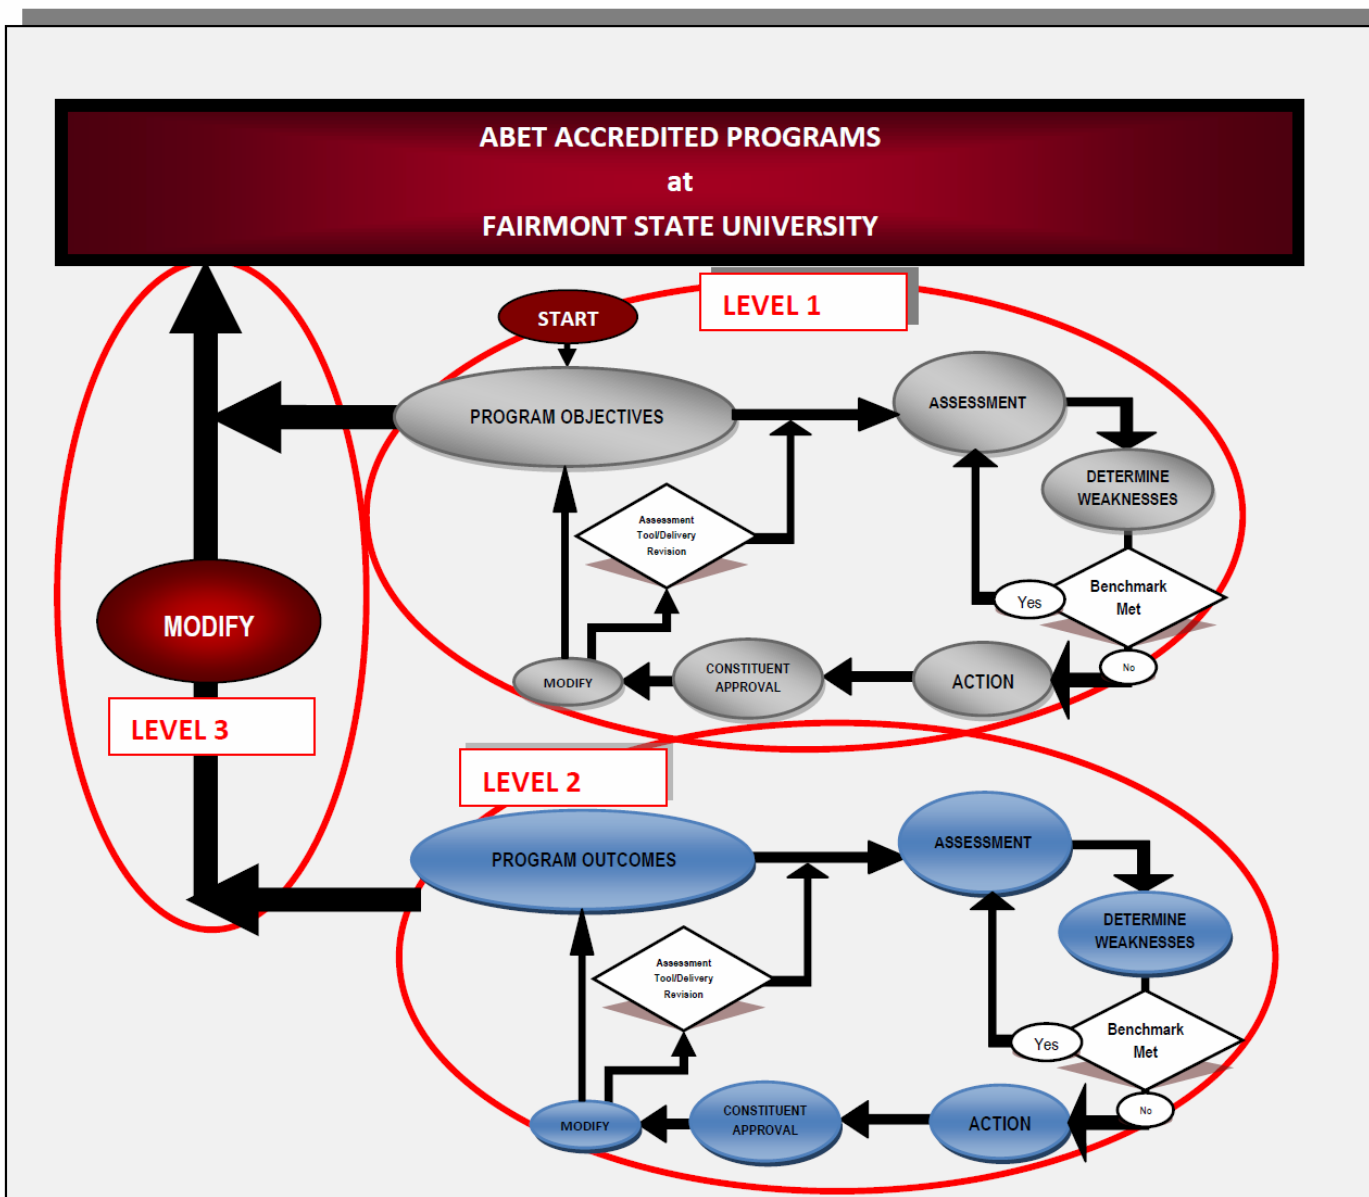 ABET ACCREDITED PROGRAMS
at
FAIRMONT STATE UNIVERSITY
LEVEL 1
START
PROGRAM OBJECTIVES
ASSESSMENT
DETERMINE
WEAKNESSES
Assessment
Tool/Delivery
Revision
Benchmark
Met
Yes
No
MODIFY
CONSTITUENT
APPROVAL
ACTION
MODIFY
LEVEL 3
LEVEL 2
PROGRAM OUTCOMES
ASSESSMENT
DETERMINE
WEAKNESSES
Assessment
Tool/Delivery
Revision
Benchmark
Met
Yes
No
MODIFY
CONSTITUENT
APPROVAL
ACTION